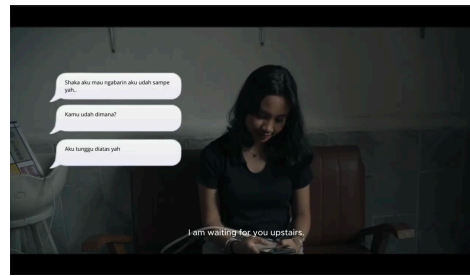 Shaka aku mau ngabarin aku udah sampe
yah..
Kamu udah dimana?
Aku tunggu diatas yah
I am waiting for you upstairs.